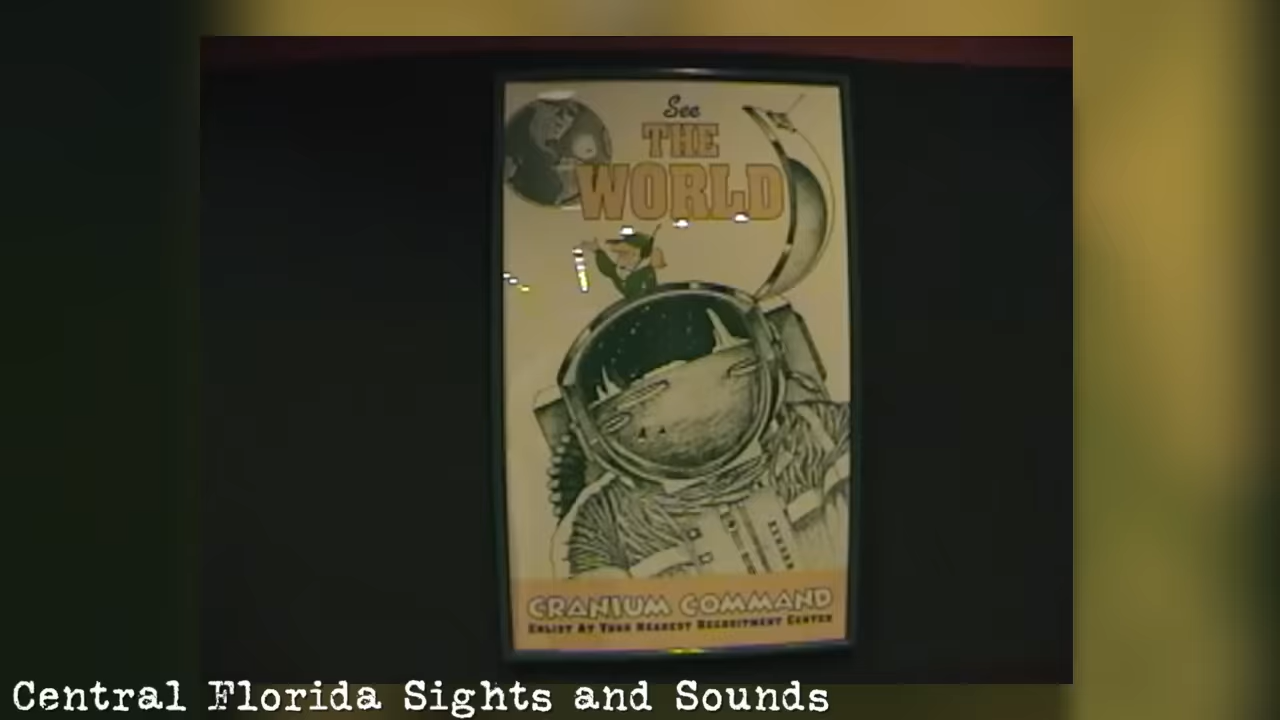 See
THE
WORLD
CRANIUM COMMAND
ENLIST AT YOUR NEAREST RECRUITMENT CENTER
Central Florida Sights and Sounds